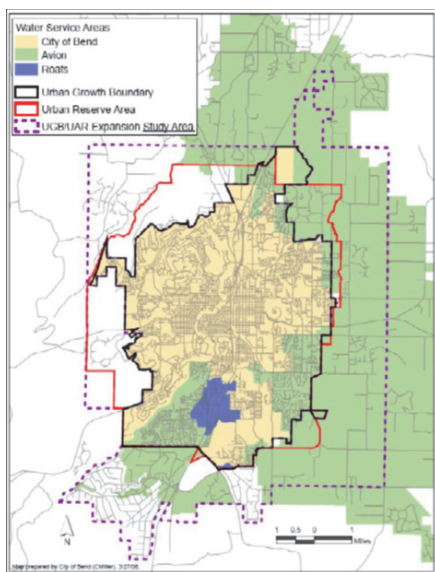 Water Service Areas
City of Bend
Avion
Roats
Urban Growth Boundary
Urban Reserve Area
UGB/UAR Expansion Study Area
N
1 0.5 0 1
Miles
Map prepared by City of Bend (CMiller), 3/27/06.